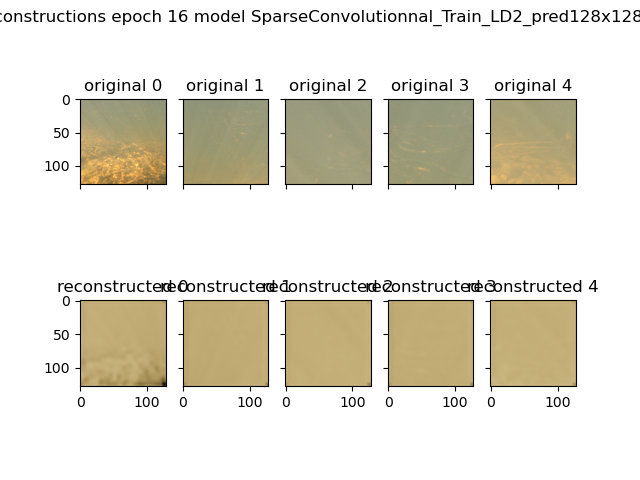 constructions epoch 16 model SparseConvolutionnal_Train_LD2_pred128x128
original 0 original 1 original 2 original 3 original 4
0
50
100
reconstructed 0 reconstructed 1 reconstructed 2 reconstructed 3 reconstructed 4
0
50
100
0 100 0 100 0 100 0 100 0 100